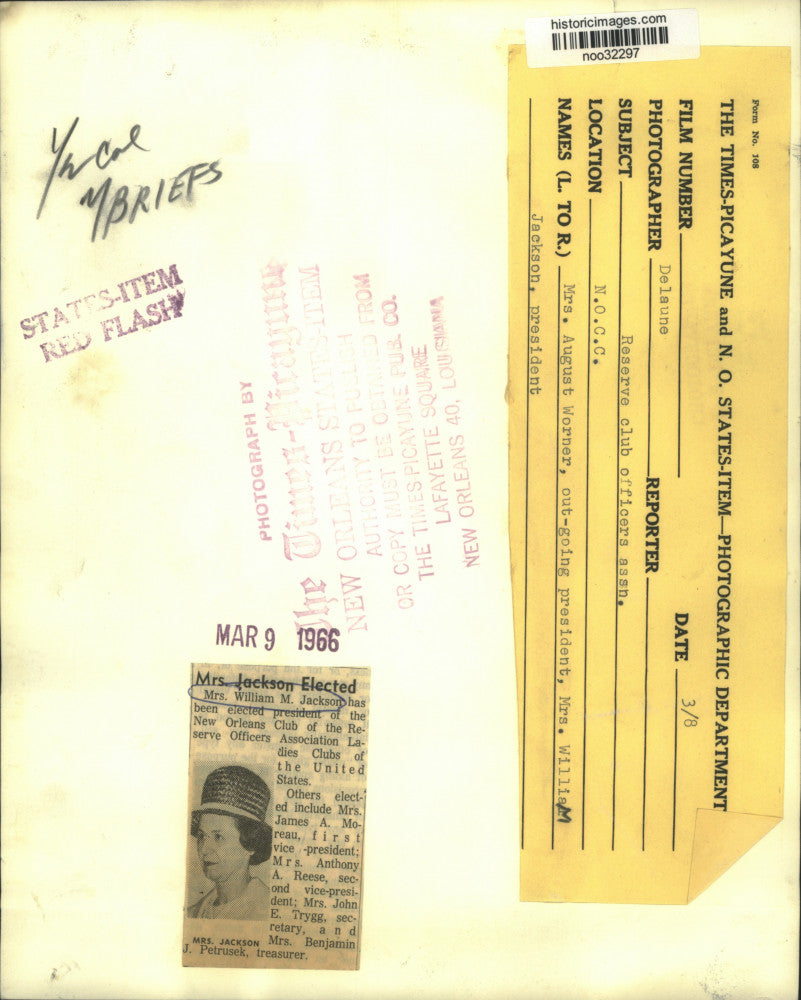 historicimages.com
noo32297
Form No. 108
THE TIMES-PICAYUNE and N. O. STATES-ITEM—PHOTOGRAPHIC DEPARTMENT
FILM NUMBER DATE 3/8
PHOTOGRAPHER Delaune REPORTER
SUBJECT Reserve club officers assn.
LOCATION N.O.C.C.
NAMES (L. TO R.) Mrs. August Worner, out-going president, Mrs. William
Jackson, president
1/2 Col
BRIEFS
STATES-ITEM
RED FLASH
PHOTOGRAPH BY
The Times-Picayune
NEW ORLEANS STATES-ITEM
AUTHORITY TO PUBLISH
OR COPY MUST BE OBTAINED FROM
THE TIMES-PICAYUNE PUB. CO.
LAFAYETTE SQUARE
NEW ORLEANS 40, LOUISIANA
MAR 9 1966
Mrs. Jackson Elected
Mrs. William M. Jackson has
been elected president of the
New Orleans Club of the Re-
serve Officers Association La-
dies Clubs of
the United
States.
Others elect-
ed include Mrs.
James A. Mo-
reau, first
vice -president;
Mrs. Anthony
A. Reese, sec-
ond vice-presi-
dent; Mrs. John
E. Trygg, sec-
retary, and
MRS. JACKSON Mrs. Benjamin
J. Petrusek, treasurer.